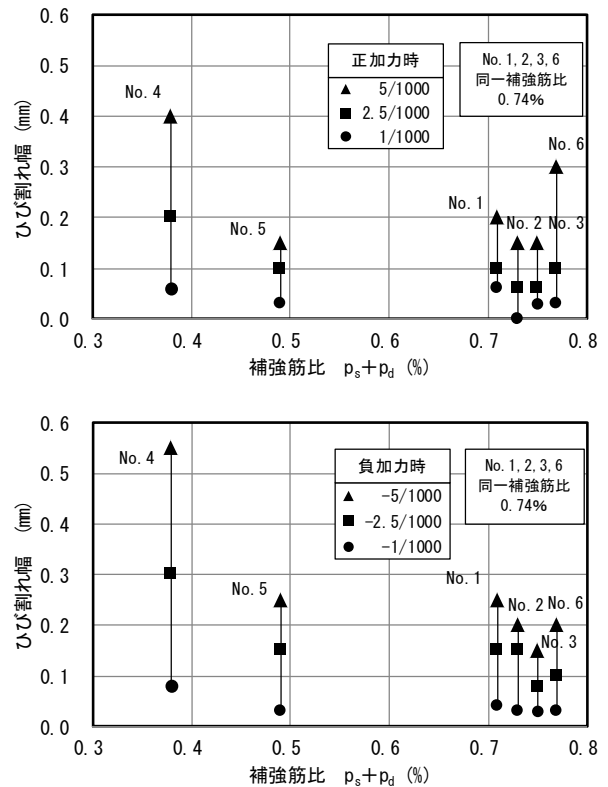 0.6
0.5
0.4
0.3
0.2
0.1
0.0
ひび割れ幅 (mm)
正加力時
▲ 5/1000
■ 2.5/1000
● 1/1000
No.1,2,3,6
同一補強筋比
0.74%
No.4
No.5
No.1
No.2
No.3
No.6
0.3 0.4 0.5 0.6 0.7 0.8
補強筋比 ps+pd (%)
0.6
0.5
0.4
0.3
0.2
0.1
0.0
ひび割れ幅 (mm)
負加力時
▲ -5/1000
■ -2.5/1000
● -1/1000
No.1,2,3,6
同一補強筋比
0.74%
No.4
No.5
No.1
No.2
No.6
No.3
0.3 0.4 0.5 0.6 0.7 0.8
補強筋比 ps+pd (%)